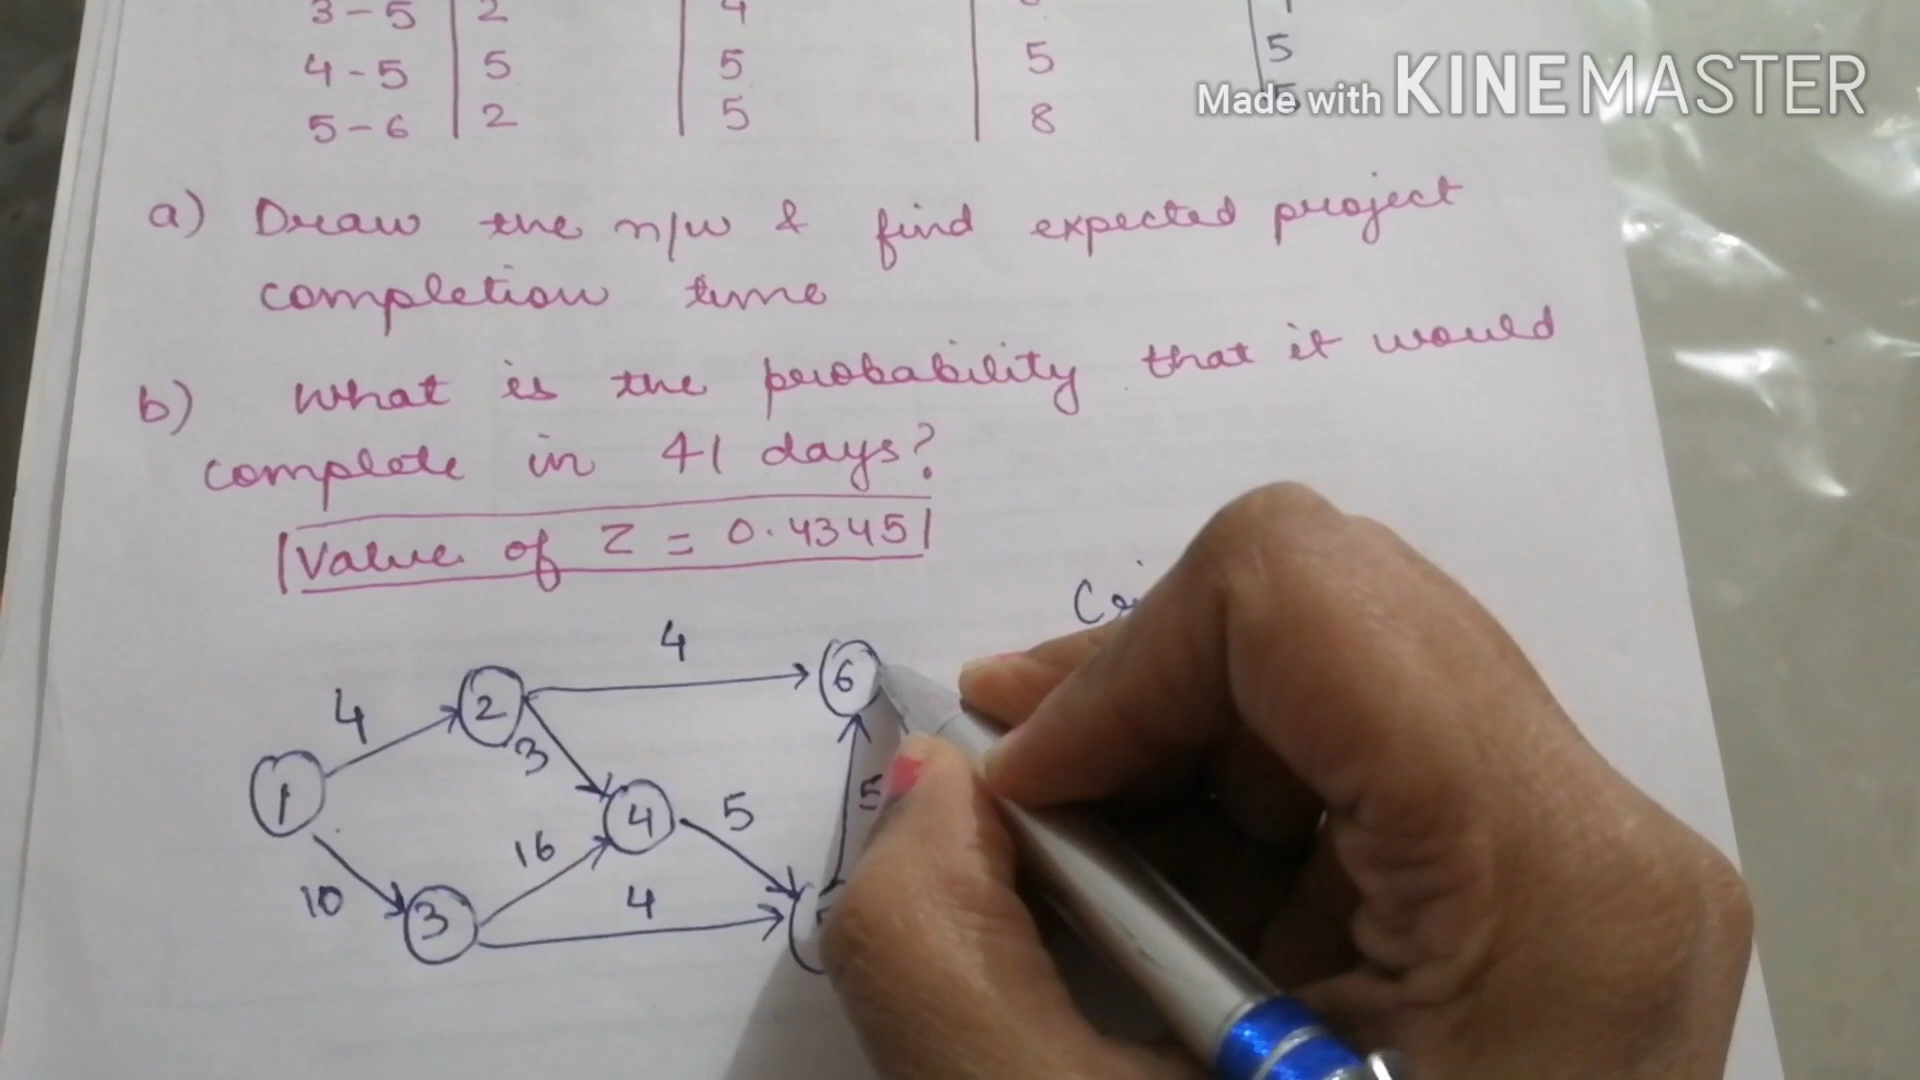 3-5 2 4
4-5 5 5 5 5
5-6 2 5 8 5
Made with KINEMASTER
a) Draw the n/w & find expected project
completion time
b) What is the probability that it would
complete in 41 days?
Value of Z = 0.4345
4
6
4
2
3
1
4
5
5
16
10
3
4